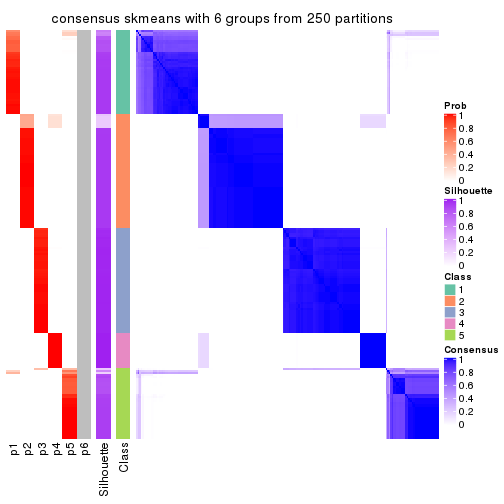 consensus skmeans with 6 groups from 250 partitions
Prob
1
0.8
0.6
0.4
0.2
0
Silhouette
1
0.8
0.6
0.4
0.2
0
Class
1
2
3
4
5
Consensus
1
0.8
0.6
0.4
0.2
0
p1
p2
p3
p4
p5
p6
Silhouette
Class